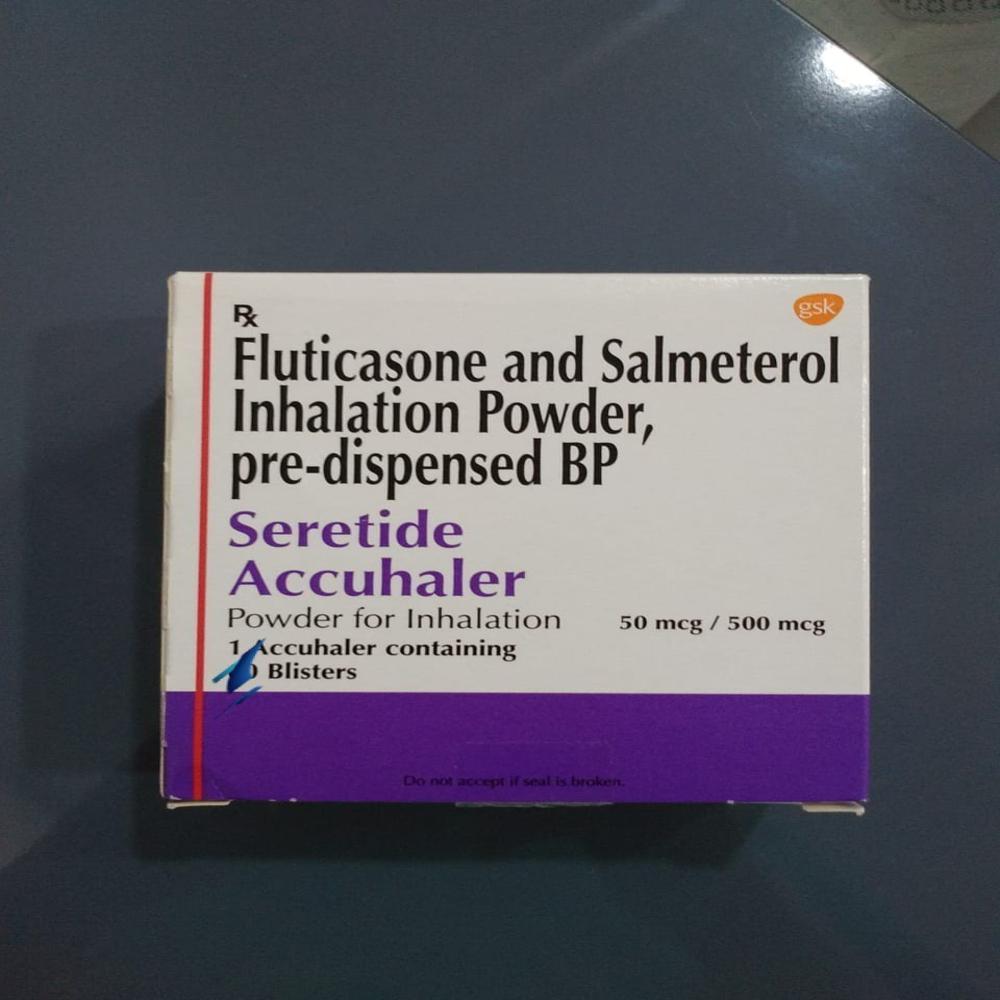 Rx
gsk
Fluticasone and Salmeterol
Inhalation Powder,
pre-dispensed BP
Seretide
Accuhaler
Powder for Inhalation 50 mcg / 500 mcg
1 Accuhaler containing
Blisters
Do not accept if seal is broken.